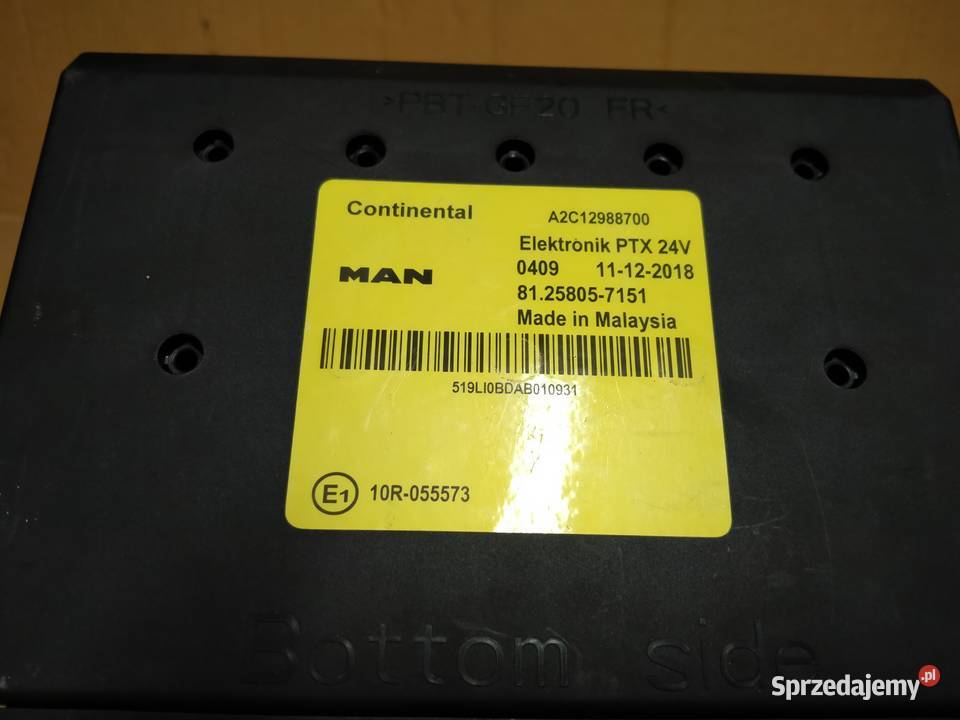 >PBT-GF20 FR<
Continental A2C12988700
Elektronik PTX 24V
MAN 0409 11-12-2018
81.25805-7151
Made in Malaysia
519LI0BDAB010931
E1 10R-055573
Bottom side
Sprzedajemy.pl